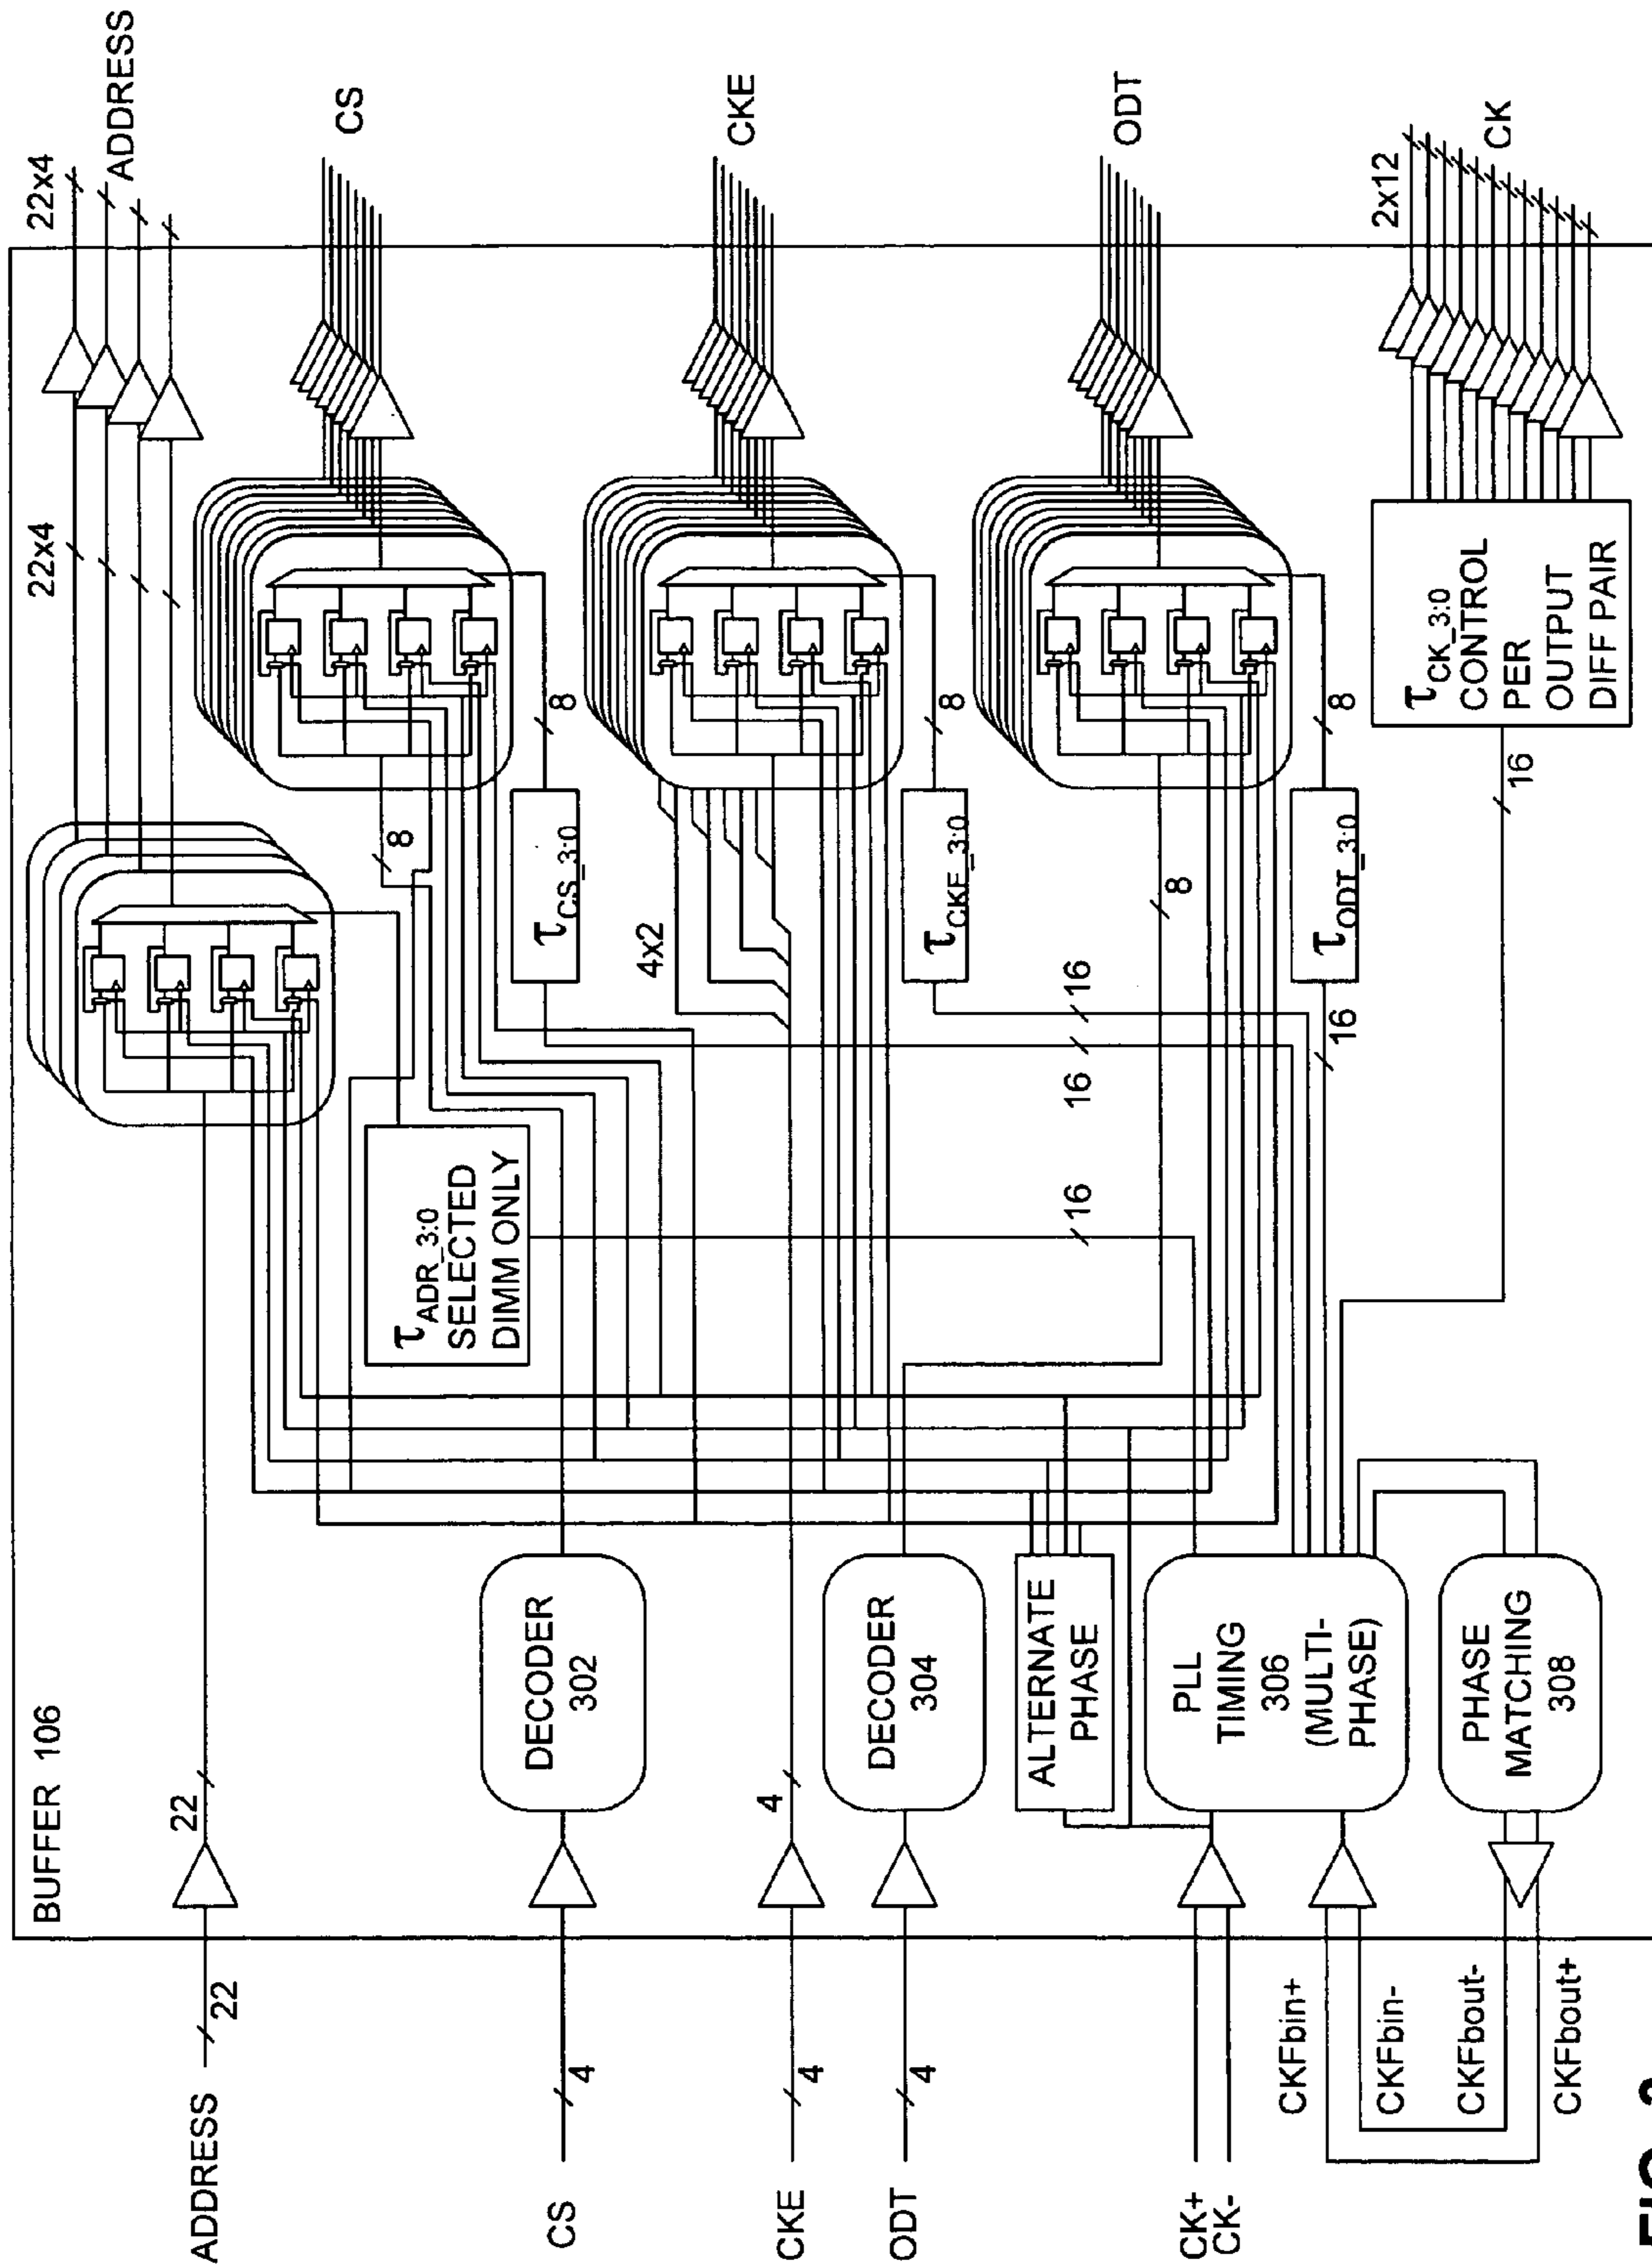 BUFFER 106
ADDRESS
22
22
22x4
22x4
ADDRESS
CS
4
DECODER
302
8
τCS_3:0
8
CS
τADR_3:0
SELECTED
DIMM ONLY
CKE
4
4
4x2
τCKE_3:0
8
CKE
ODT
4
DECODER
304
8
τODT_3:0
8
ODT
16
16
16
16
ALTERNATE
PHASE
CK+
CK-
PLL
TIMING
306
(MULTI-
PHASE)
16
τCK_3:0
CONTROL
PER
OUTPUT
DIFF PAIR
2x12
CK
CKFbin+
CKFbin-
CKFbout-
CKFbout+
PHASE
MATCHING
308